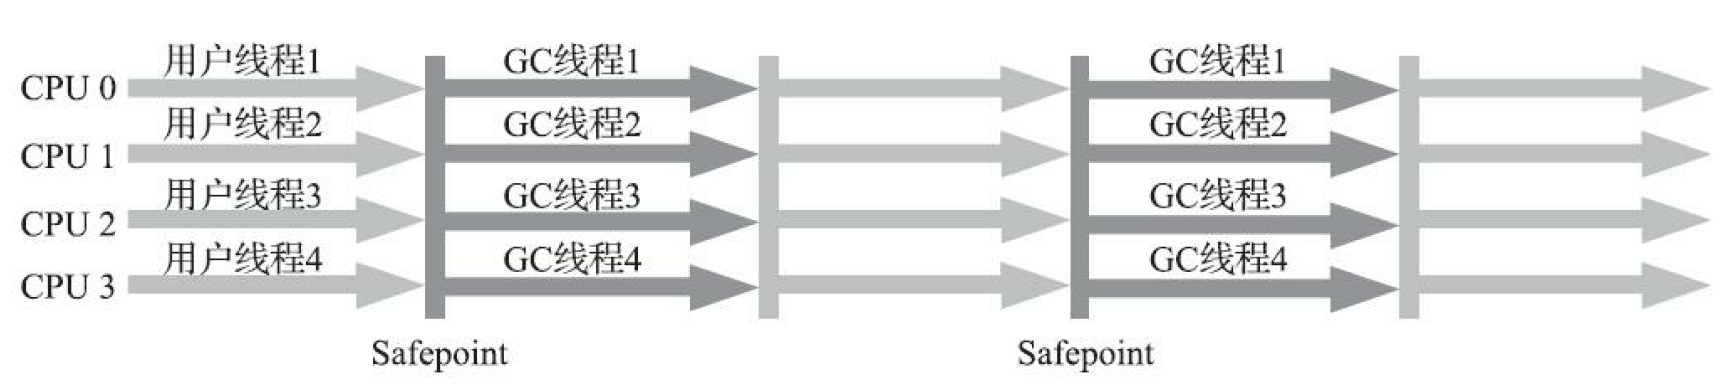 用户线程1 GC线程1 GC线程1
CPU 0
用户线程2 GC线程2 GC线程2
CPU 1
用户线程3 GC线程3 GC线程3
CPU 2
用户线程4 GC线程4 GC线程4
CPU 3
Safepoint Safepoint